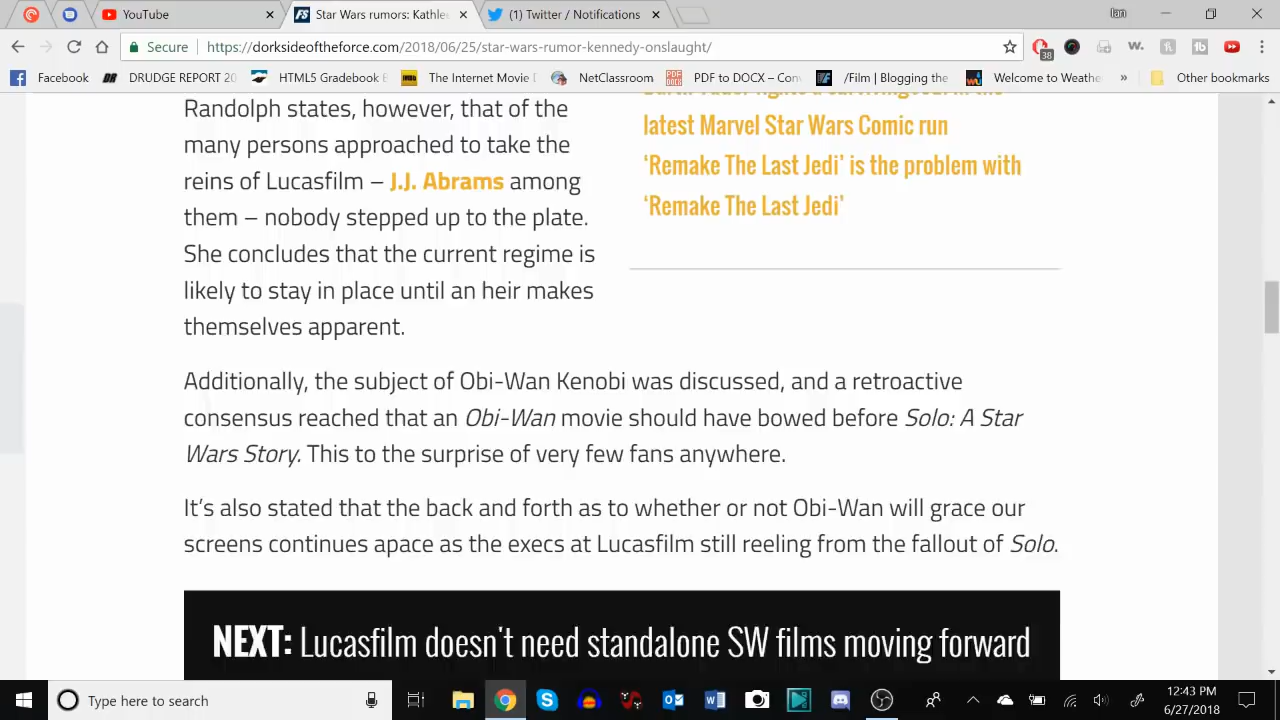 YouTube
Star Wars rumors: Kathle
(1) Twitter / Notifications
Secure
https://dorksideoftheforce.com/2018/06/25/star-wars-rumor-kennedy-onslaught/
38
Facebook
DRUDGE REPORT 20
HTML5 Gradebook E
The Internet Movie D
NetClassroom
PDF to DOCX – Conv
/Film | Blogging the
Welcome to Weathe
»
Other bookmarks
Randolph states, however, that of the
many persons approached to take the
reins of Lucasfilm – J.J. Abrams among
them – nobody stepped up to the plate.
She concludes that the current regime is
likely to stay in place until an heir makes
themselves apparent.
latest Marvel Star Wars Comic run
‘Remake The Last Jedi’ is the problem with
‘Remake The Last Jedi’
Additionally, the subject of Obi-Wan Kenobi was discussed, and a retroactive
consensus reached that an Obi-Wan movie should have bowed before Solo: A Star
Wars Story. This to the surprise of very few fans anywhere.
It’s also stated that the back and forth as to whether or not Obi-Wan will grace our
screens continues apace as the execs at Lucasfilm still reeling from the fallout of Solo.
NEXT: Lucasfilm doesn't need standalone SW films moving forward
Type here to search
12:43 PM
6/27/2018